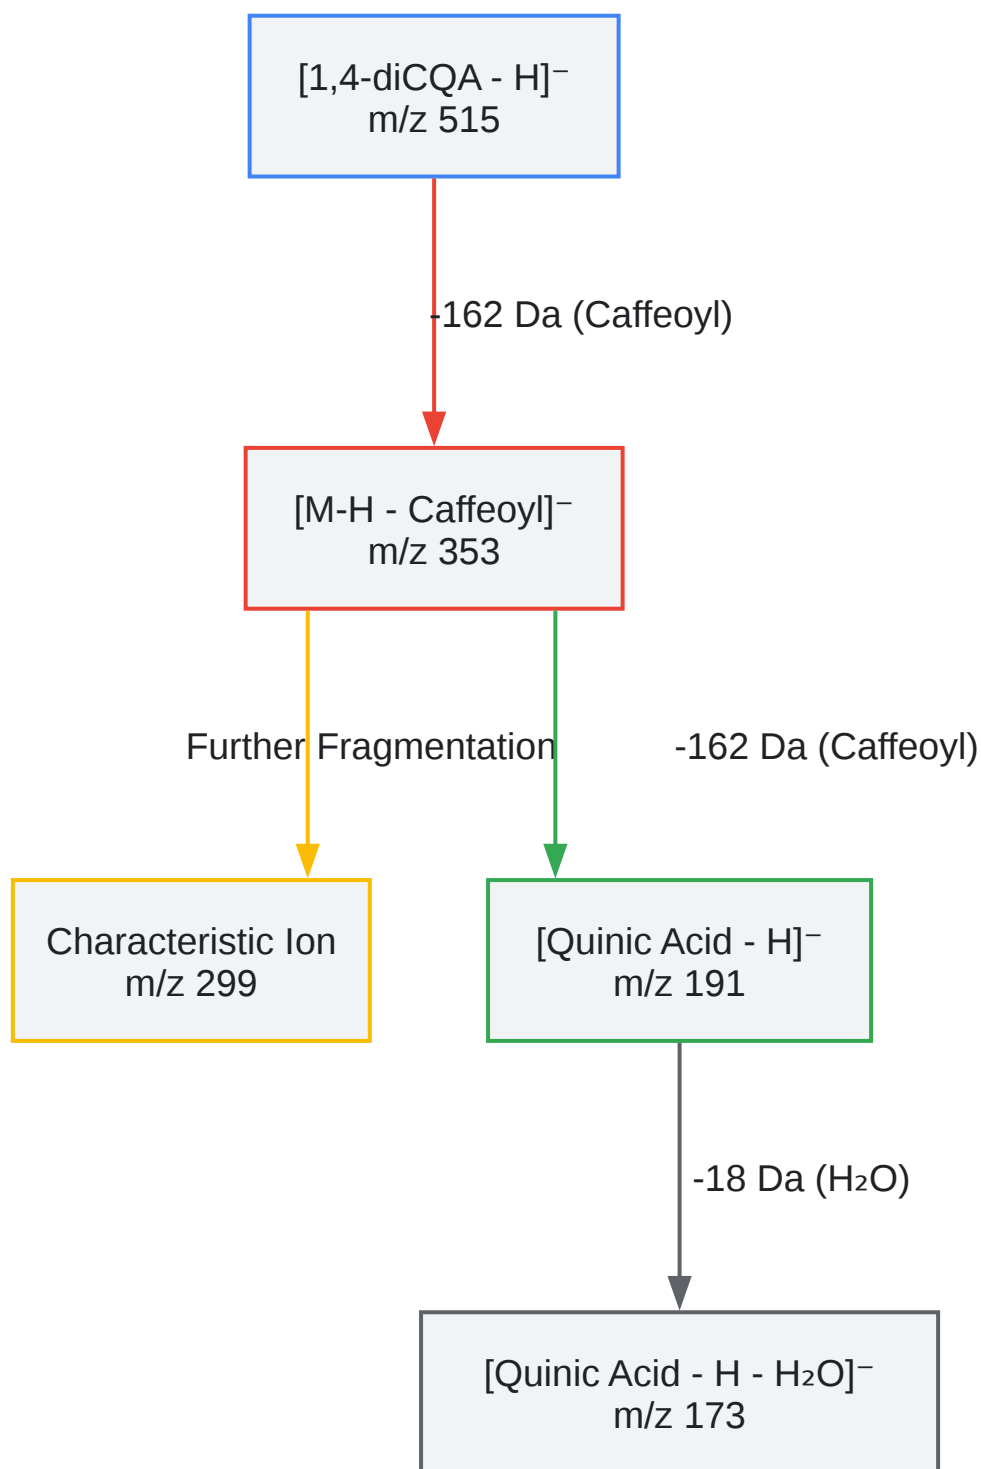 [1,4-diCQA - H]⁻
m/z 515
-162 Da (Caffeoyl)
[M-H - Caffeoyl]⁻
m/z 353
Further Fragmentation
-162 Da (Caffeoyl)
Characteristic Ion
m/z 299
[Quinic Acid - H]⁻
m/z 191
-18 Da (H₂O)
[Quinic Acid - H - H₂O]⁻
m/z 173